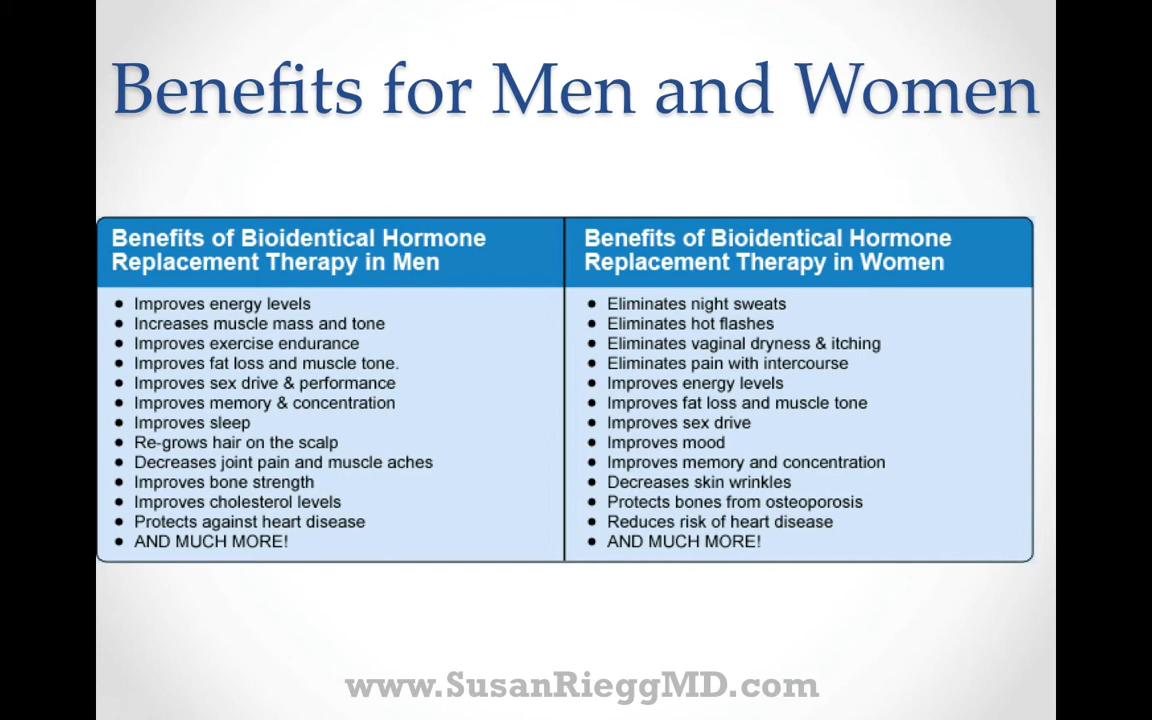 Benefits for Men and Women
Benefits of Bioidentical Hormone
Replacement Therapy in Men
• Improves energy levels
• Increases muscle mass and tone
• Improves exercise endurance
• Improves fat loss and muscle tone.
• Improves sex drive & performance
• Improves memory & concentration
• Improves sleep
• Re-grows hair on the scalp
• Decreases joint pain and muscle aches
• Improves bone strength
• Improves cholesterol levels
• Protects against heart disease
• AND MUCH MORE!
Benefits of Bioidentical Hormone
Replacement Therapy in Women
• Eliminates night sweats
• Eliminates hot flashes
• Eliminates vaginal dryness & itching
• Eliminates pain with intercourse
• Improves energy levels
• Improves fat loss and muscle tone
• Improves sex drive
• Improves mood
• Improves memory and concentration
• Decreases skin wrinkles
• Protects bones from osteoporosis
• Reduces risk of heart disease
• AND MUCH MORE!
www.SusanRieggMD.com